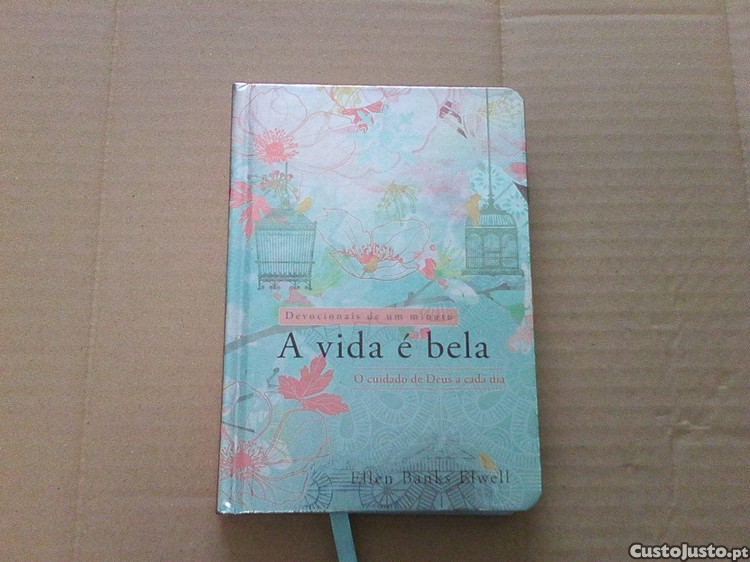 Devocionais de um minuto
A vida é bela
O cuidado de Deus a cada dia
Ellen Banks Elwell
CustoJusto.pt